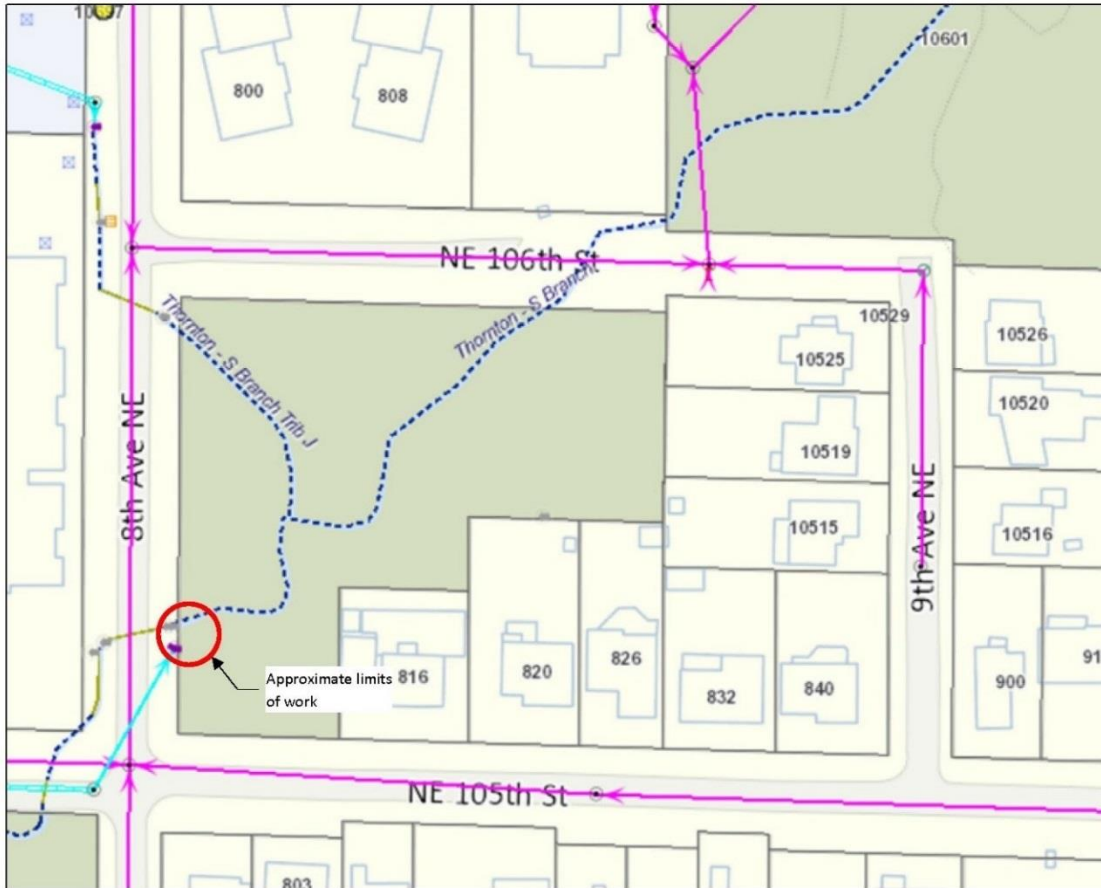 10601
800
808
NE 106th St
Thornton - S Branch
Thornton - S Branch Trib J
8th Ave NE
10529
10525
10526
10520
10519
10515
10516
9th Ave NE
Approximate limits
of work
816
820
826
832
840
900
91
NE 105th St
803